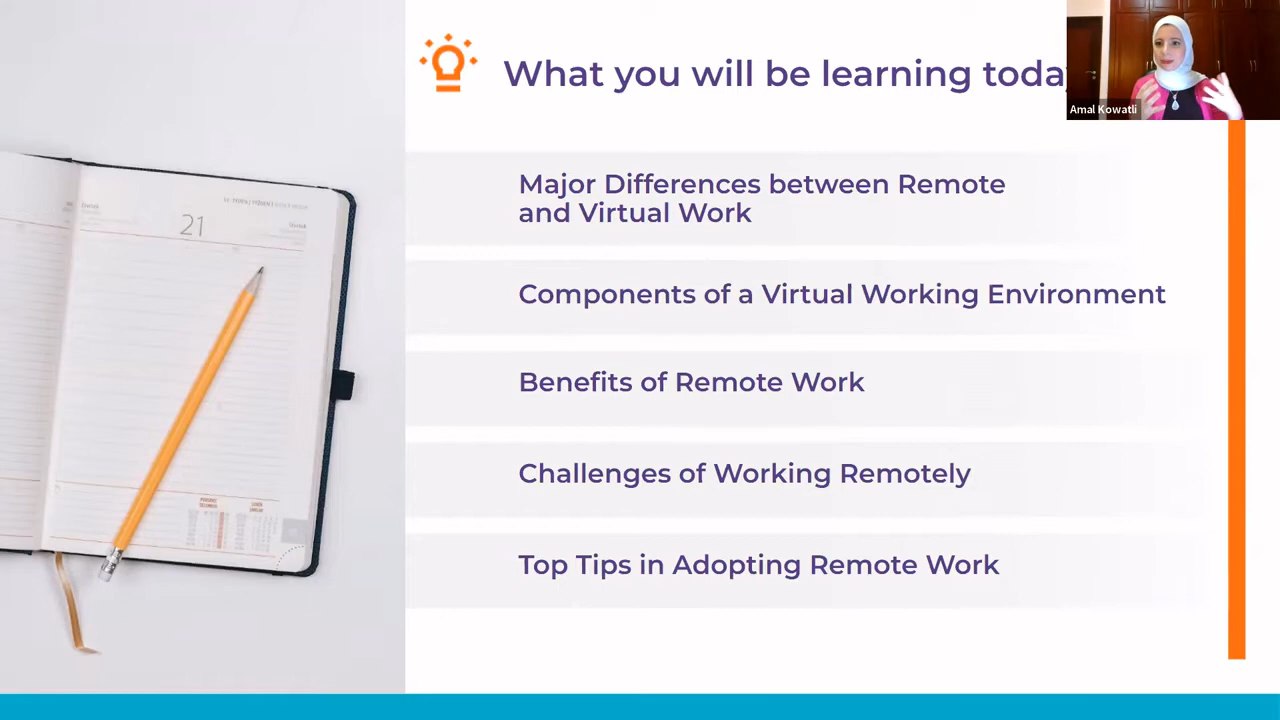 What you will be learning today
Amal Kowatli
Major Differences between Remote
and Virtual Work
Components of a Virtual Working Environment
Benefits of Remote Work
Challenges of Working Remotely
Top Tips in Adopting Remote Work
21